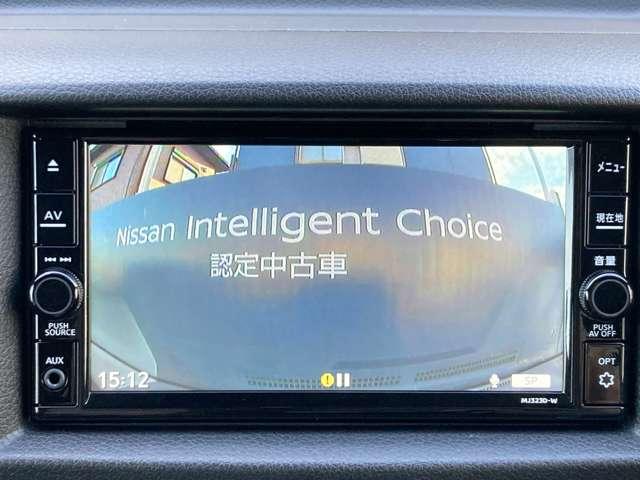 Nissan Intelligent Choice
認定中古車
15:12
SP
AV
PUSH
SOURCE
AUX
メニュー
現在地
音量
PUSH
AV OFF
OPT
MJ323D-W